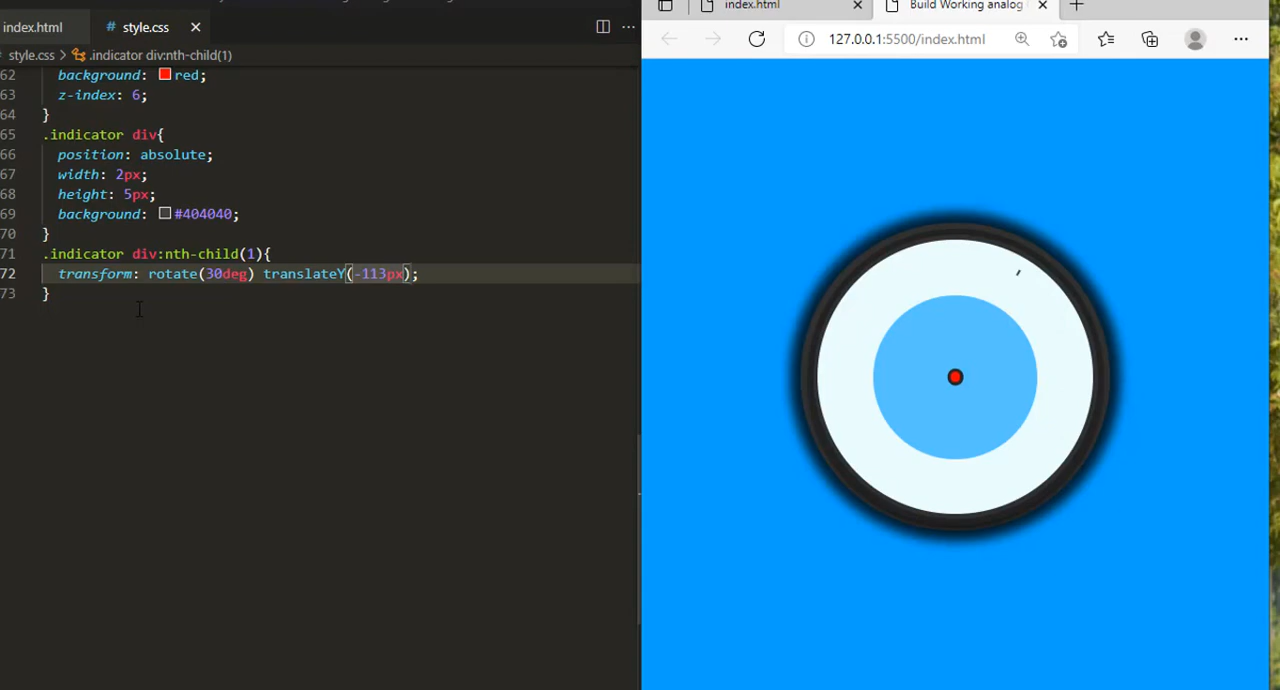 index.html
# style.css
style.css > .indicator div:nth-child(1)
62 background: red;
63 z-index: 6;
64 }
65 .indicator div{
66 position: absolute;
67 width: 2px;
68 height: 5px;
69 background: #404040;
70 }
71 .indicator div:nth-child(1){
72 transform: rotate(30deg) translateY(-113px);
73 }
index.html
Build Working analog
127.0.0.1:5500/index.html